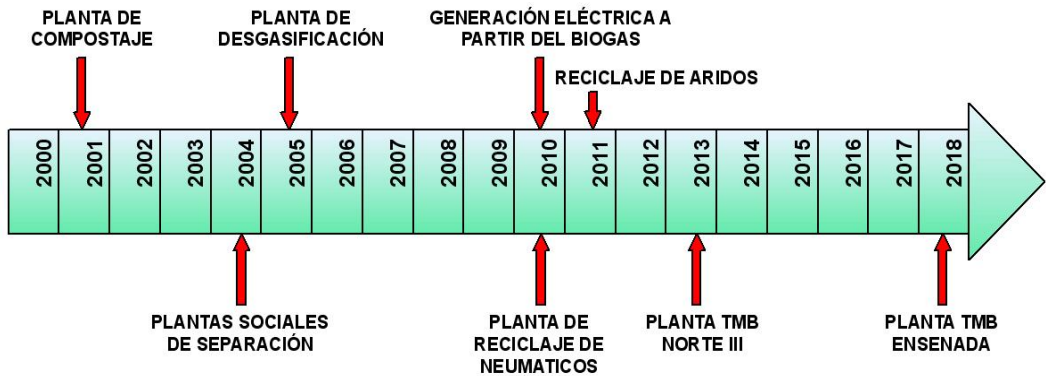 PLANTA DE
COMPOSTAJE
PLANTA DE
DESGASIFICACIÓN
GENERACIÓN ELÉCTRICA A
PARTIR DEL BIOGAS
RECICLAJE DE ARIDOS
2000
2001
2002
2003
2004
2005
2006
2007
2008
2009
2010
2011
2012
2013
2014
2015
2016
2017
2018
PLANTAS SOCIALES
DE SEPARACIÓN
PLANTA DE
RECICLAJE DE
NEUMATICOS
PLANTA TMB
NORTE III
PLANTA TMB
ENSENADA